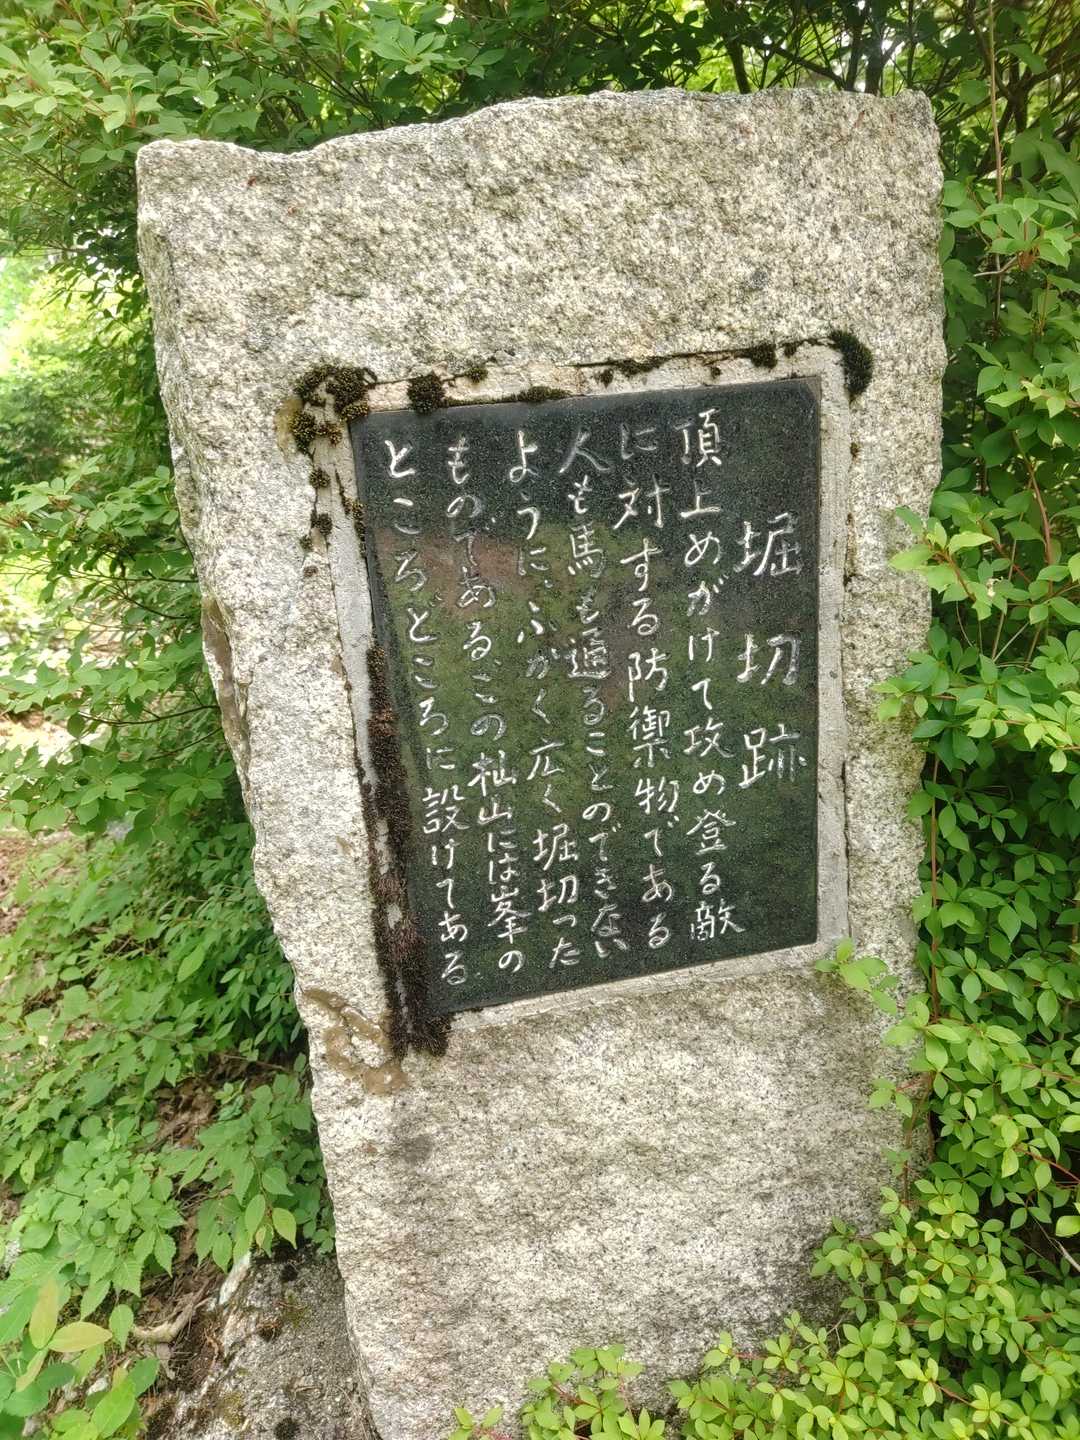 堀切跡
頂上めがけて攻め登る敵
に対する防禦物である
人も馬も通ることのできない
ように、ふかく広く堀切った
ものである、この杣山には峯の
ところどころに設けてある